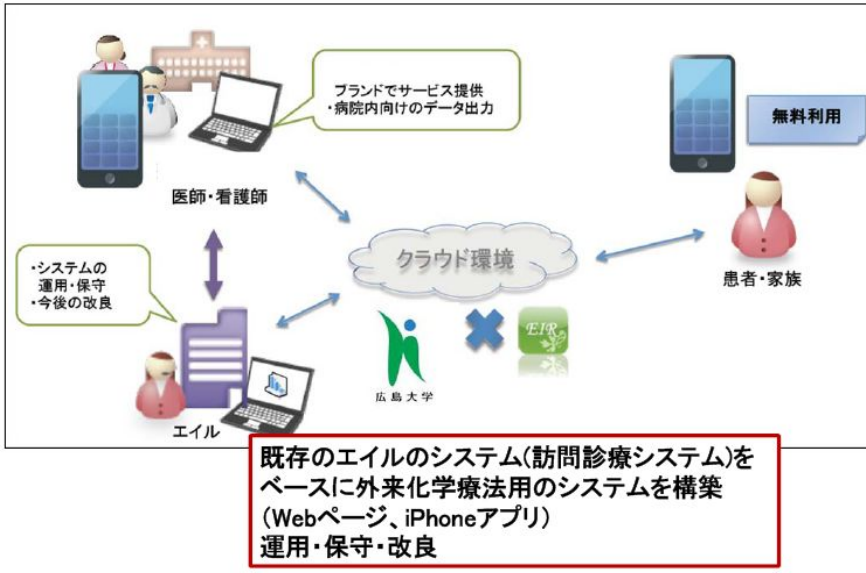 ブランドでサービス提供
・病院内向けのデータ出力
無料利用
医師・看護師
クラウド環境
患者・家族
・システムの
運用・保守
・今後の改良
EIR
広島大学
エイル
既存のエイルのシステム(訪問診療システム)を
ベースに外来化学療法用のシステムを構築
(Webページ、iPhoneアプリ)
運用・保守・改良